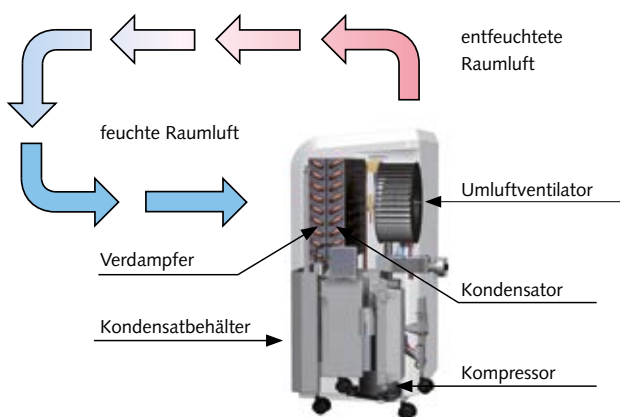 entfeuchtete
Raumluft
feuchte Raumluft
Umluftventilator
Verdampfer
Kondensator
Kondensatbehälter
Kompressor